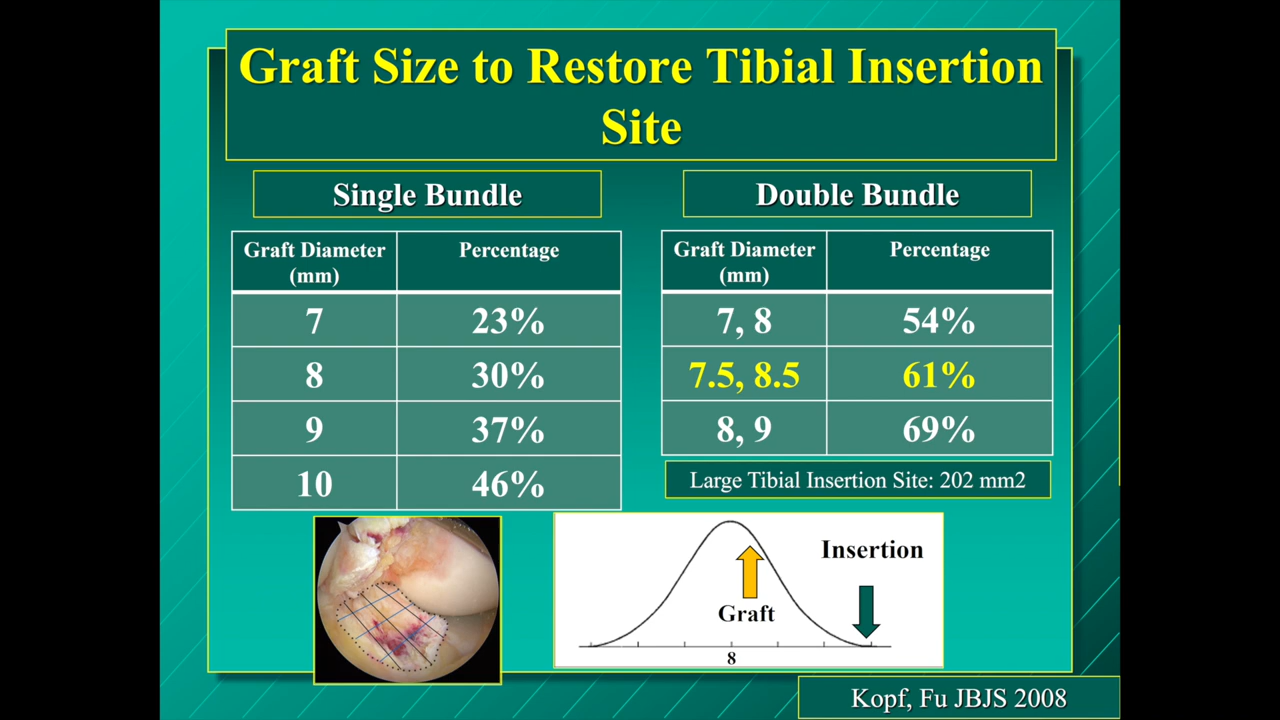 Graft Size to Restore Tibial Insertion
Site
Single Bundle
Graft Diameter (mm) Percentage
7 23%
8 30%
9 37%
10 46%
Double Bundle
Graft Diameter (mm) Percentage
7, 8 54%
7.5, 8.5 61%
8, 9 69%
Large Tibial Insertion Site: 202 mm2
Insertion
Graft
8
Kopf, Fu JBJS 2008